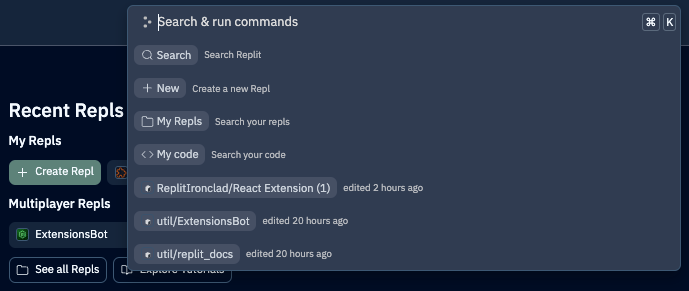 Search & run commands
⌘ K
Search Search Replit
New Create a new Repl
My Repls Search your repls
My code Search your code
ReplitIronclad/React Extension (1) edited 2 hours ago
util/ExtensionsBot edited 20 hours ago
util/replit_docs edited 20 hours ago
Recent Repls
My Repls
Create Repl
Multiplayer Repls
ExtensionsBot
See all Repls
Explore Tutorials